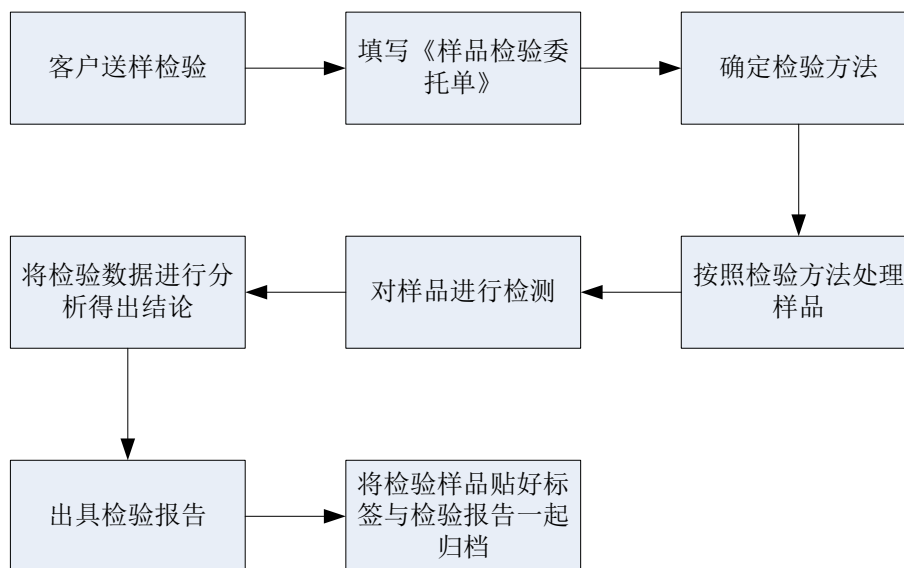 客户送样检验
填写《样品检验委
托单》
确定检验方法
按照检验方法处理
样品
对样品进行检测
将检验数据进行分
析得出结论
出具检验报告
将检验样品贴好标
签与检验报告一起
归档